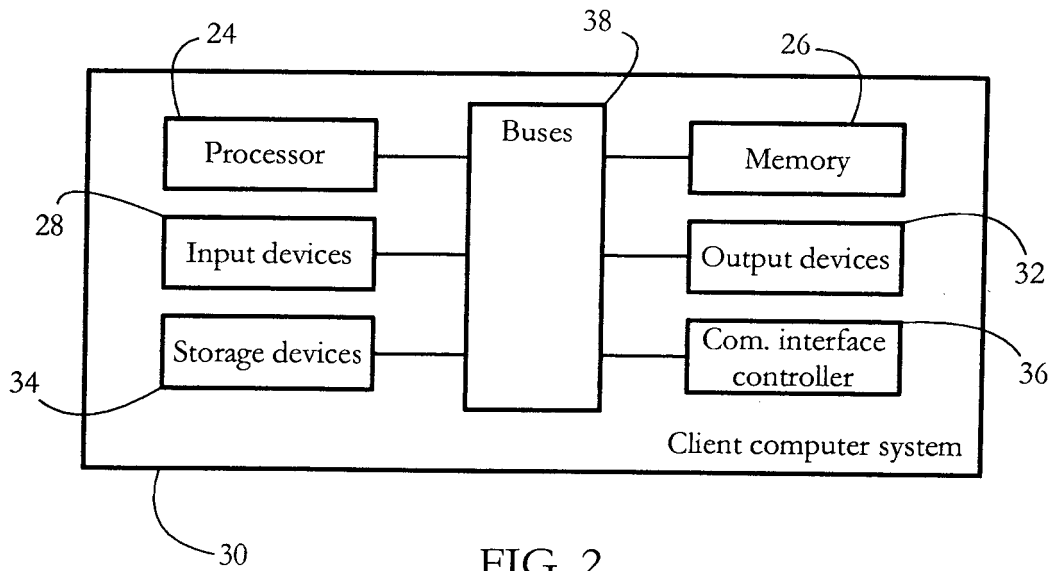 24
38
26
Processor
Buses
Memory
28
Input devices
Output devices
32
Storage devices
Com. interface
controller
34
36
Client computer system
30
FIG. 2